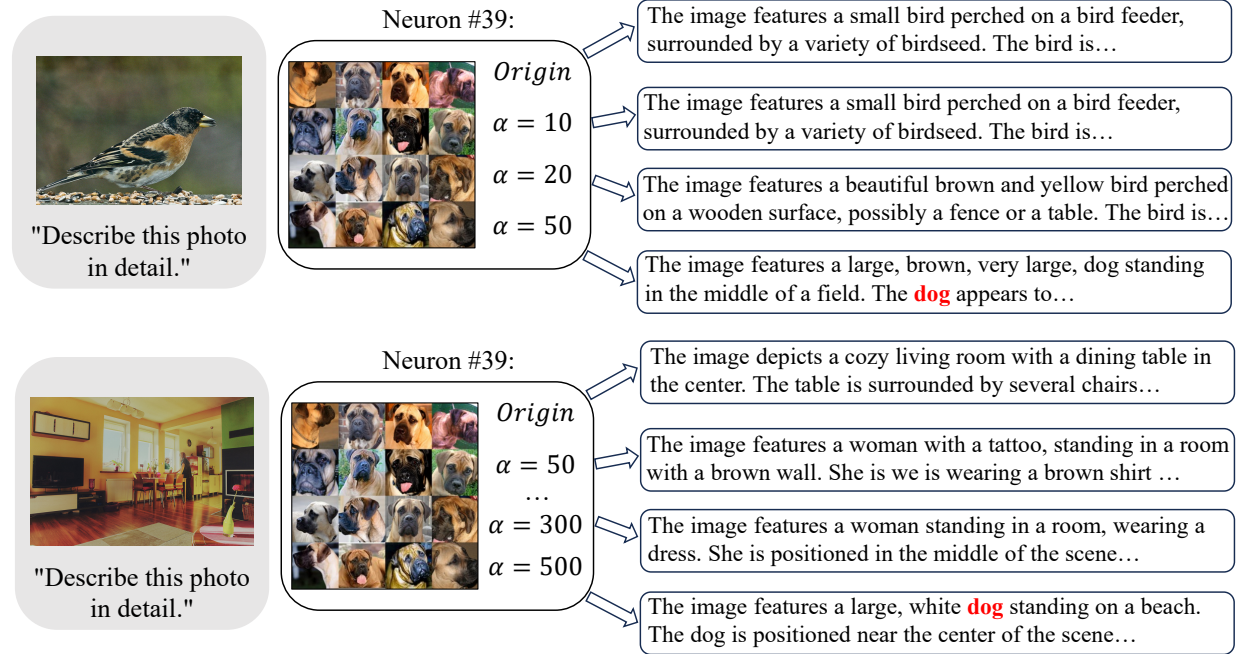 Neuron #39:
"Describe this photo
in detail."
Origin
α = 10
α = 20
α = 50
The image features a small bird perched on a bird feeder,
surrounded by a variety of birdseed. The bird is…
The image features a small bird perched on a bird feeder,
surrounded by a variety of birdseed. The bird is…
The image features a beautiful brown and yellow bird perched
on a wooden surface, possibly a fence or a table. The bird is…
The image features a large, brown, very large, dog standing
in the middle of a field. The dog appears to…
Neuron #39:
"Describe this photo
in detail."
Origin
α = 50
…
α = 300
α = 500
The image depicts a cozy living room with a dining table in
the center. The table is surrounded by several chairs…
The image features a woman with a tattoo, standing in a room
with a brown wall. She is we is wearing a brown shirt …
The image features a woman standing in a room, wearing a
dress. She is positioned in the middle of the scene…
The image features a large, white dog standing on a beach.
The dog is positioned near the center of the scene…